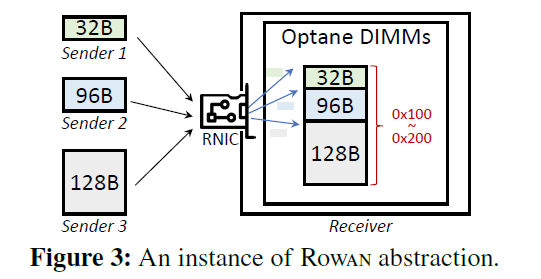 32B
Sender 1
96B
Sender 2
128B
Sender 3
RNIC
Optane DIMMs
32B
96B
128B
0x100
~
0x200
Receiver
Figure 3: An instance of ROWAN abstraction.